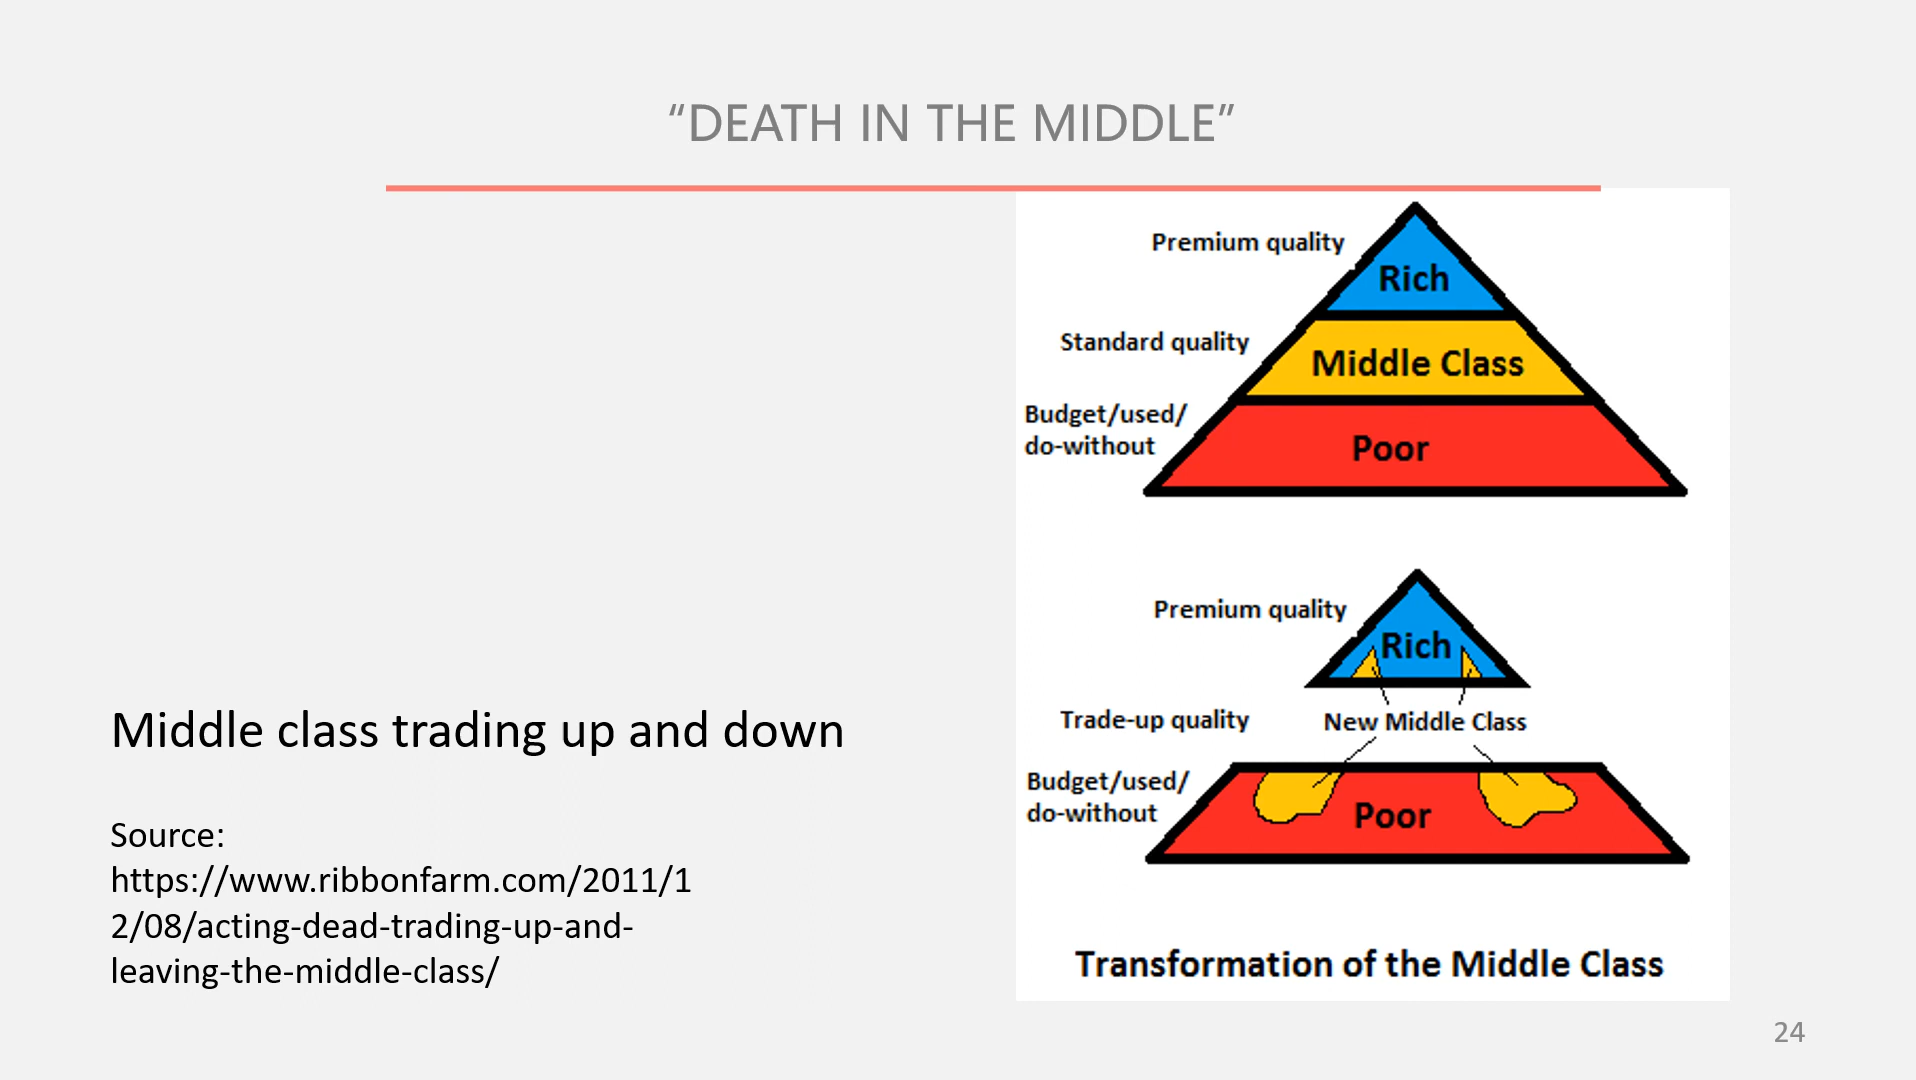 “DEATH IN THE MIDDLE”
Premium quality
Rich
Standard quality
Middle Class
Budget/used/
do-without
Poor
Premium quality
Rich
Trade-up quality
New Middle Class
Budget/used/
do-without
Poor
Transformation of the Middle Class
Middle class trading up and down
Source:
https://www.ribbonfarm.com/2011/1
2/08/acting-dead-trading-up-and-
leaving-the-middle-class/
24